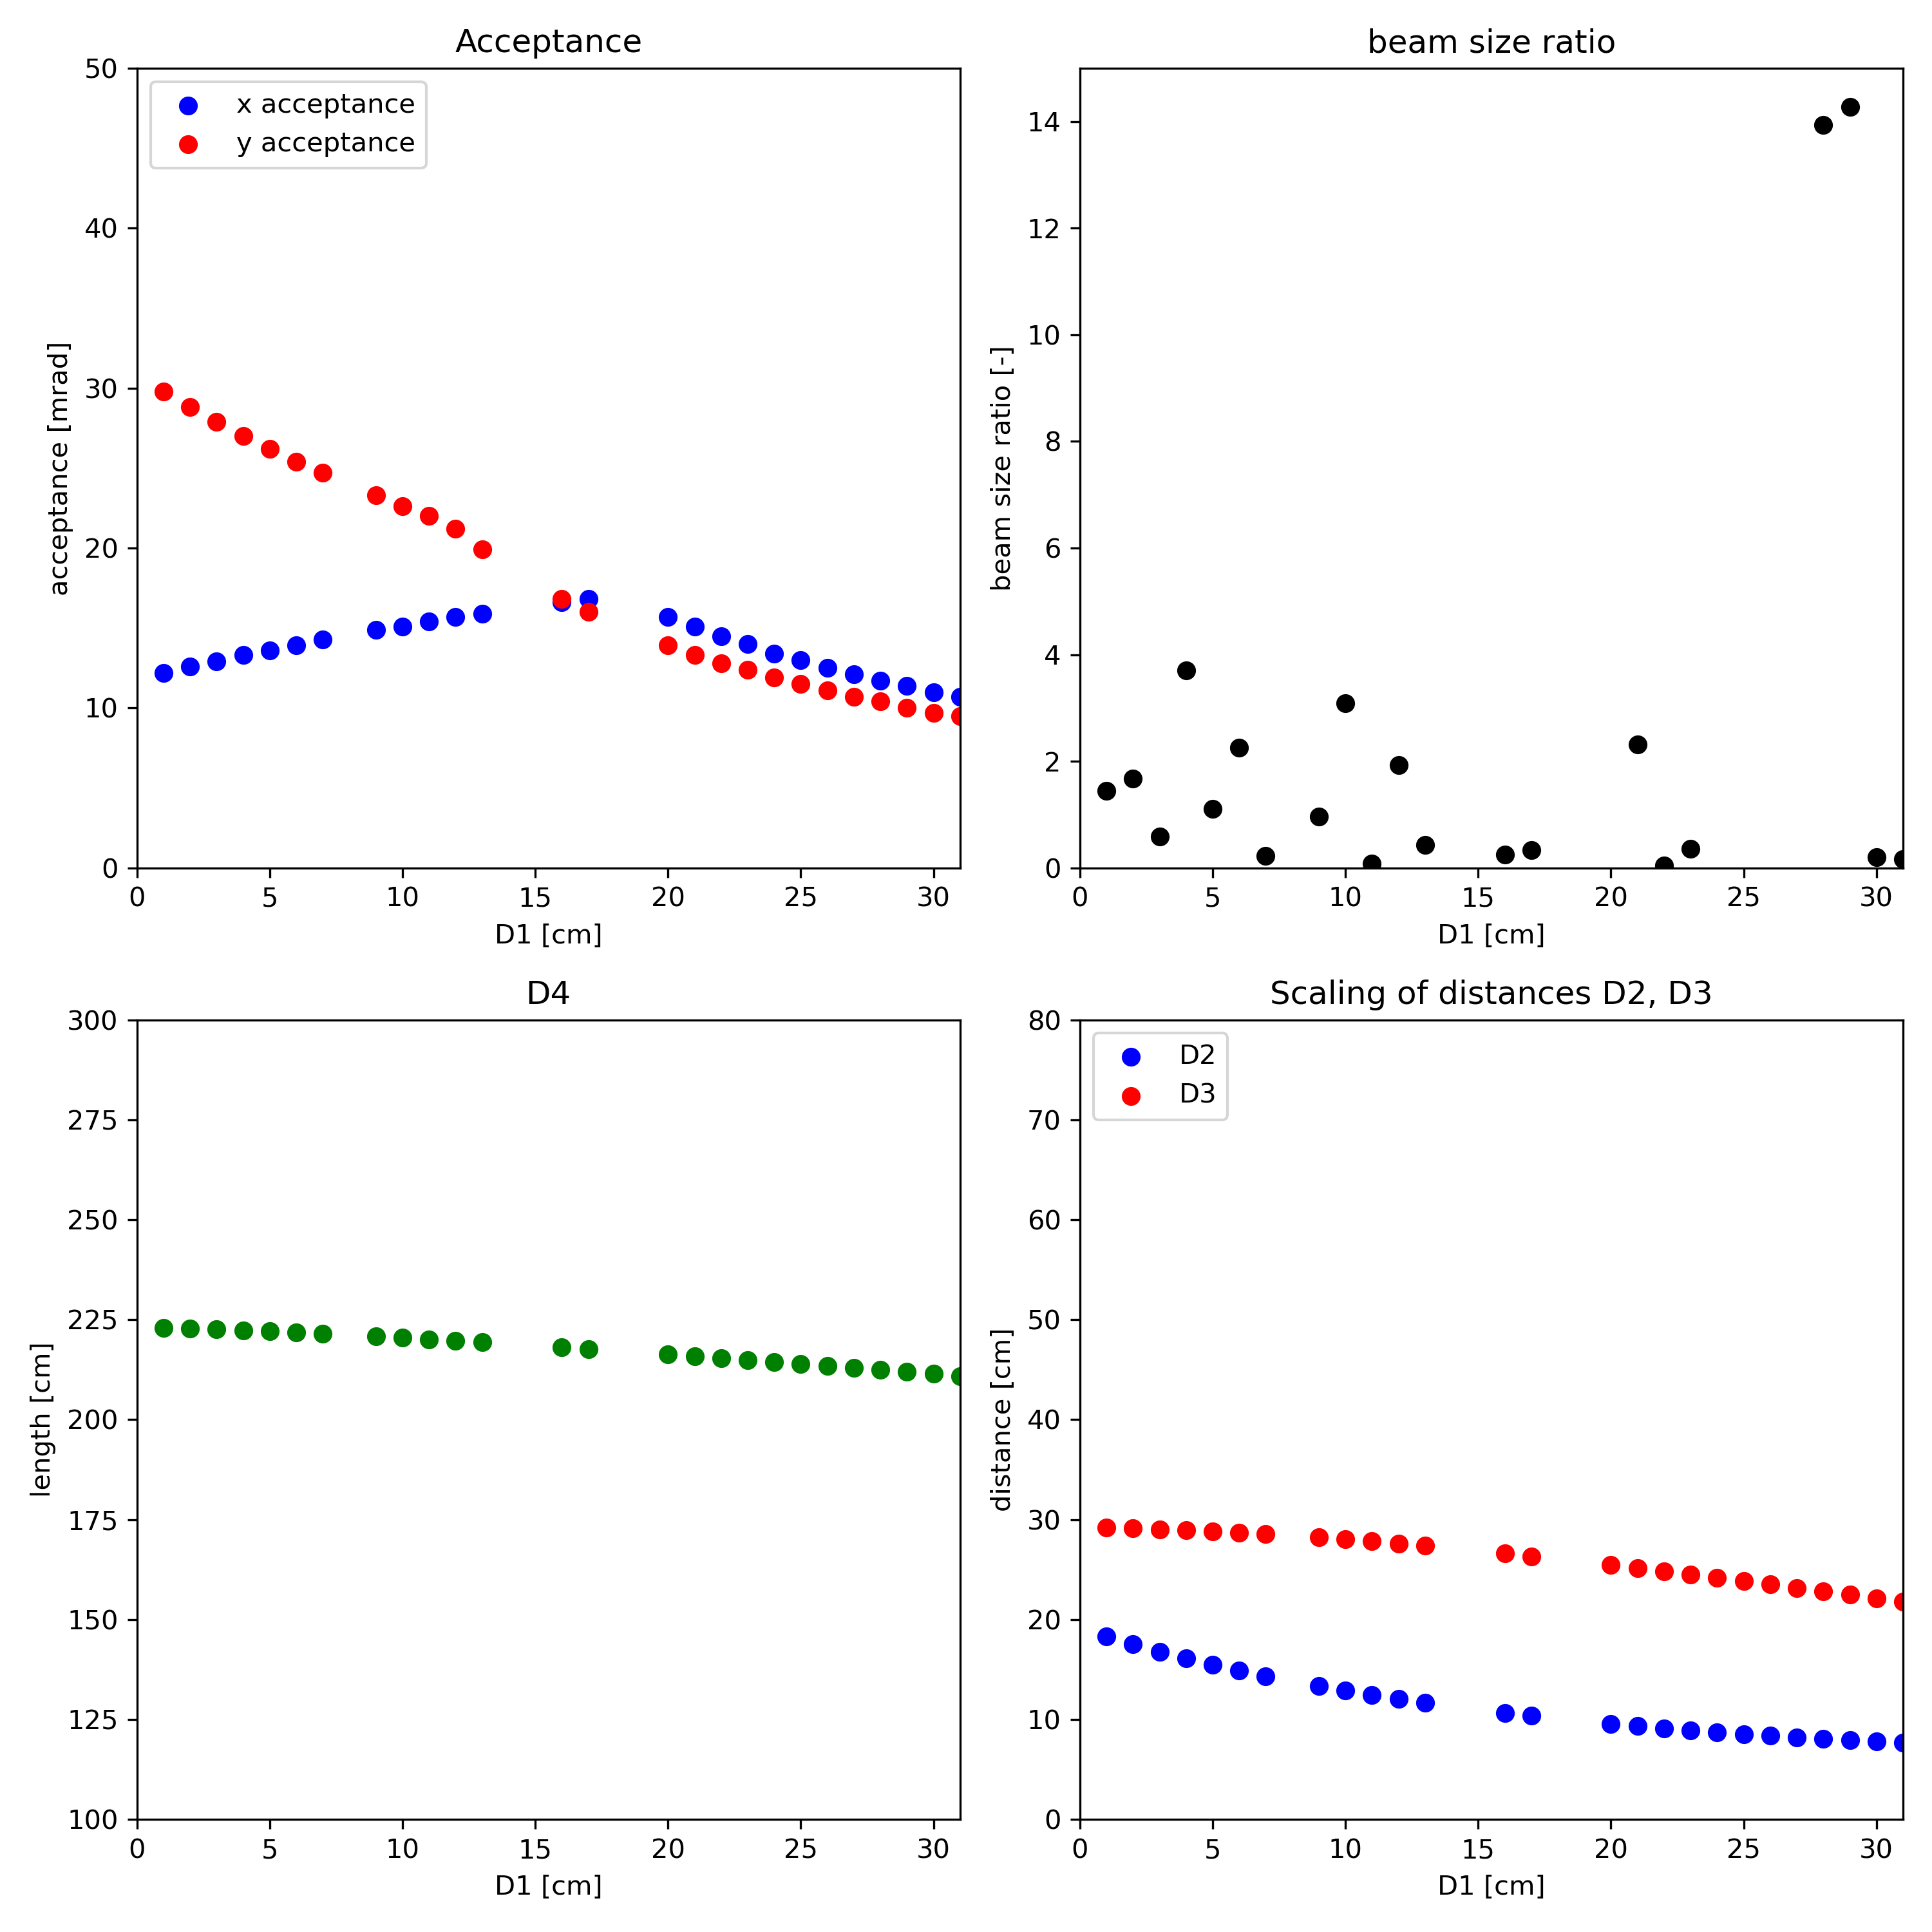 Acceptance
50
40
30
20
10
0
acceptance [mrad]
x acceptance
y acceptance
0 5 10 15 20 25 30
D1 [cm]
beam size ratio
14
12
10
8
6
4
2
0
beam size ratio [-]
0 5 10 15 20 25 30
D1 [cm]
D4
300
275
250
225
200
175
150
125
100
length [cm]
0 5 10 15 20 25 30
D1 [cm]
Scaling of distances D2, D3
80
70
60
50
40
30
20
10
0
distance [cm]
D2
D3
0 5 10 15 20 25 30
D1 [cm]